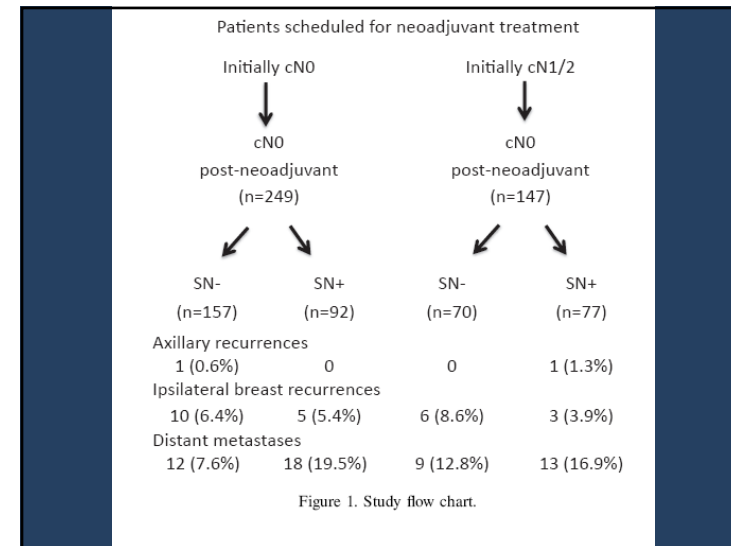 Patients scheduled for neoadjuvant treatment
Initially cN0 Initially cN1/2
cN0 cN0
post-neoadjuvant post-neoadjuvant
(n=249) (n=147)
SN- SN+ SN- SN+
(n=157) (n=92) (n=70) (n=77)
Axillary recurrences
1 (0.6%) 0 0 1 (1.3%)
Ipsilateral breast recurrences
10 (6.4%) 5 (5.4%) 6 (8.6%) 3 (3.9%)
Distant metastases
12 (7.6%) 18 (19.5%) 9 (12.8%) 13 (16.9%)
Figure 1. Study flow chart.